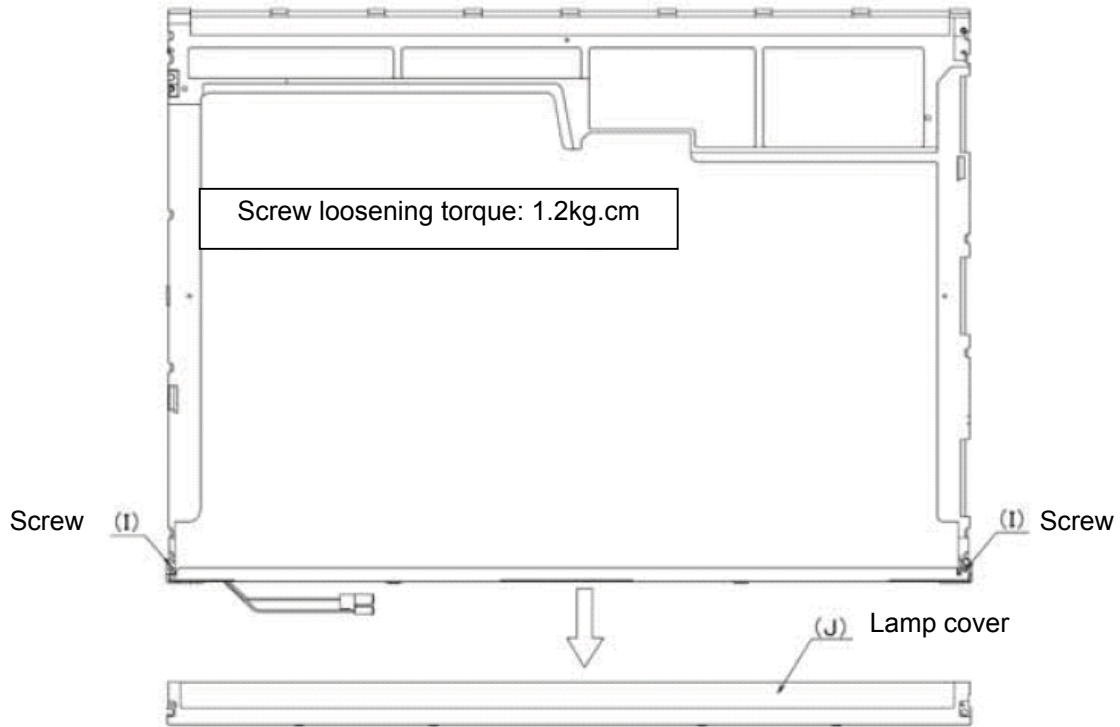 Screw loosening torque: 1.2kg.cm
Screw (I)
(I) Screw
(J) Lamp cover